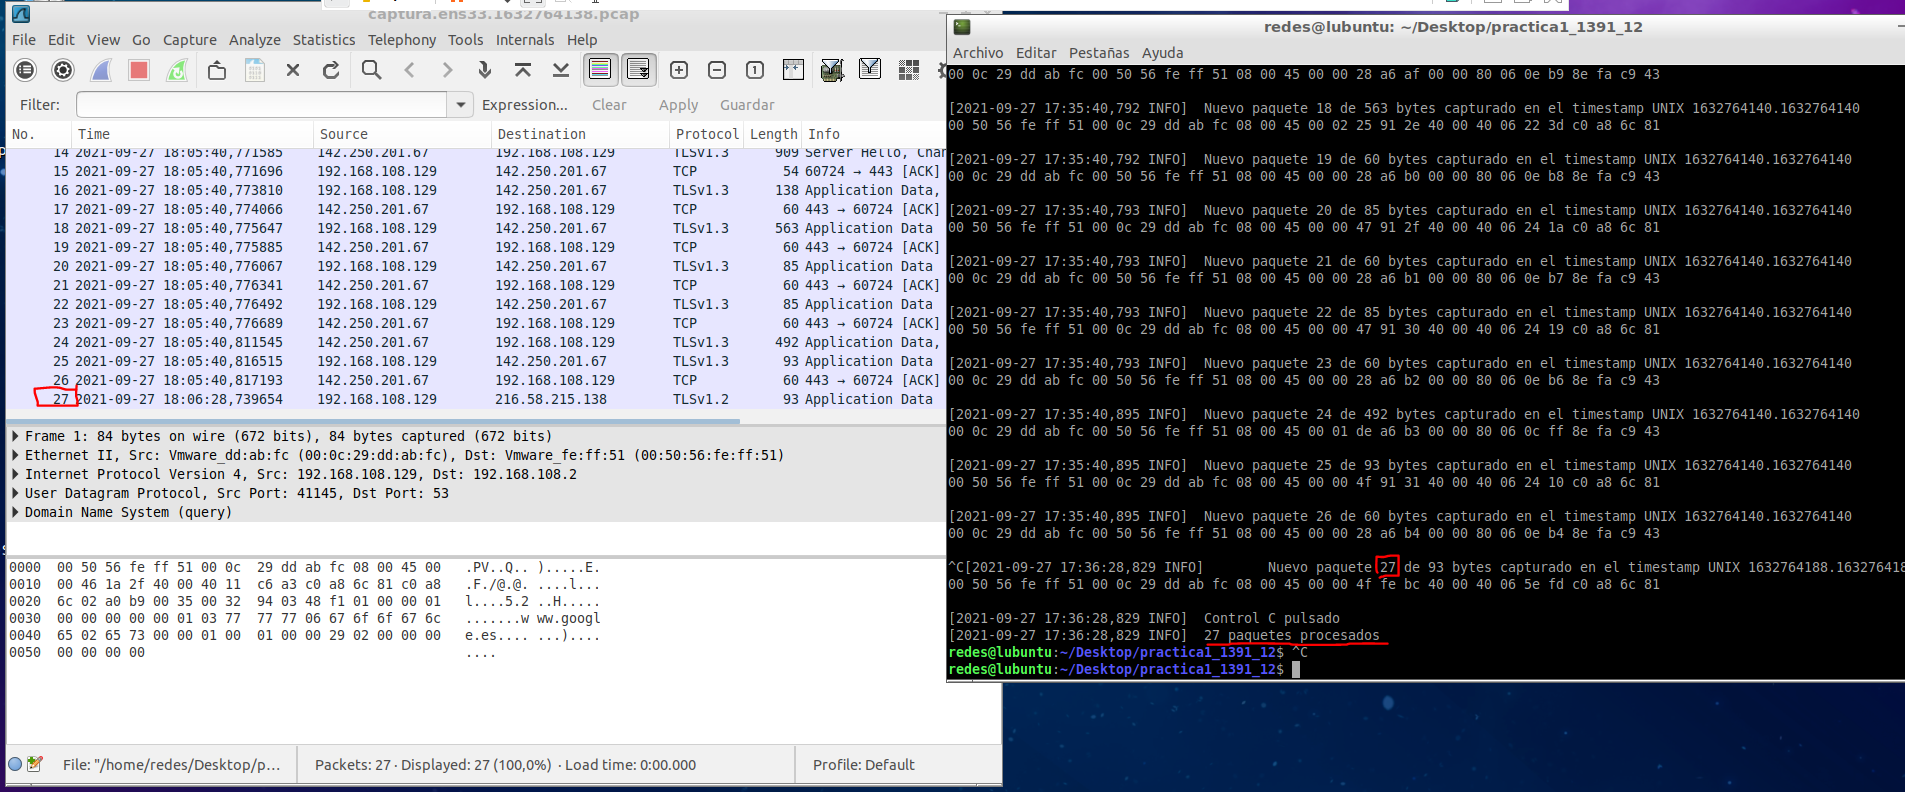 captura.ens33.1632764138.pcap
File Edit View Go Capture Analyze Statistics Telephony Tools Internals Help
Filter: Expression... Clear Apply Guardar
No. Time Source Destination Protocol Length Info
14 2021-09-27 18:05:40,771585 142.250.201.67 192.168.108.129 TLSv1.3 909 Server Hello, Chan
15 2021-09-27 18:05:40,771696 192.168.108.129 142.250.201.67 TCP 54 60724 → 443 [ACK]
16 2021-09-27 18:05:40,773810 192.168.108.129 142.250.201.67 TLSv1.3 138 Application Data,
17 2021-09-27 18:05:40,774066 142.250.201.67 192.168.108.129 TCP 60 443 → 60724 [ACK]
18 2021-09-27 18:05:40,775647 192.168.108.129 142.250.201.67 TLSv1.3 563 Application Data
19 2021-09-27 18:05:40,775885 142.250.201.67 192.168.108.129 TCP 60 443 → 60724 [ACK]
20 2021-09-27 18:05:40,776067 192.168.108.129 142.250.201.67 TLSv1.3 85 Application Data
21 2021-09-27 18:05:40,776341 142.250.201.67 192.168.108.129 TCP 60 443 → 60724 [ACK]
22 2021-09-27 18:05:40,776492 192.168.108.129 142.250.201.67 TLSv1.3 85 Application Data
23 2021-09-27 18:05:40,776689 142.250.201.67 192.168.108.129 TCP 60 443 → 60724 [ACK]
24 2021-09-27 18:05:40,811545 142.250.201.67 192.168.108.129 TLSv1.3 492 Application Data,
25 2021-09-27 18:05:40,816515 192.168.108.129 142.250.201.67 TLSv1.3 93 Application Data
26 2021-09-27 18:05:40,817193 142.250.201.67 192.168.108.129 TCP 60 443 → 60724 [ACK]
27 2021-09-27 18:06:28,739654 192.168.108.129 216.58.215.138 TLSv1.2 93 Application Data
Frame 1: 84 bytes on wire (672 bits), 84 bytes captured (672 bits)
Ethernet II, Src: Vmware_dd:ab:fc (00:0c:29:dd:ab:fc), Dst: Vmware_fe:ff:51 (00:50:56:fe:ff:51)
Internet Protocol Version 4, Src: 192.168.108.129, Dst: 192.168.108.2
User Datagram Protocol, Src Port: 41145, Dst Port: 53
Domain Name System (query)
0000 00 50 56 fe ff 51 00 0c 29 dd ab fc 08 00 45 00 .PV..Q.. ).....E.
0010 00 46 1a 2f 40 00 40 11 c6 a3 c0 a8 6c 81 c0 a8 .F./@.@. ....l...
0020 6c 02 a0 b9 00 35 00 32 94 03 48 f1 01 00 00 01 l....5.2 ..H.....
0030 00 00 00 00 00 01 03 77 77 77 06 67 6f 6f 67 6c .......w ww.googl
0040 65 02 65 73 00 00 01 00 01 00 00 29 02 00 00 00 e.es.... ...)....
0050 00 00 00 00 ....
File: "/home/redes/Desktop/p... Packets: 27 · Displayed: 27 (100,0%) · Load time: 0:00.000 Profile: Default
redes@lubuntu: ~/Desktop/practica1_1391_12
Archivo Editar Pestañas Ayuda
00 0c 29 dd ab fc 00 50 56 fe ff 51 08 00 45 00 00 28 a6 af 00 00 80 06 0e b9 8e fa c9 43
[2021-09-27 17:35:40,792 INFO] Nuevo paquete 18 de 563 bytes capturado en el timestamp UNIX 1632764140.1632764140
00 50 56 fe ff 51 00 0c 29 dd ab fc 08 00 45 00 02 25 91 2e 40 00 40 06 22 3d c0 a8 6c 81
[2021-09-27 17:35:40,792 INFO] Nuevo paquete 19 de 60 bytes capturado en el timestamp UNIX 1632764140.1632764140
00 0c 29 dd ab fc 00 50 56 fe ff 51 08 00 45 00 00 28 a6 b0 00 00 80 06 0e b8 8e fa c9 43
[2021-09-27 17:35:40,793 INFO] Nuevo paquete 20 de 85 bytes capturado en el timestamp UNIX 1632764140.1632764140
00 50 56 fe ff 51 00 0c 29 dd ab fc 08 00 45 00 00 47 91 2f 40 00 40 06 24 1a c0 a8 6c 81
[2021-09-27 17:35:40,793 INFO] Nuevo paquete 21 de 60 bytes capturado en el timestamp UNIX 1632764140.1632764140
00 0c 29 dd ab fc 00 50 56 fe ff 51 08 00 45 00 00 28 a6 b1 00 00 80 06 0e b7 8e fa c9 43
[2021-09-27 17:35:40,793 INFO] Nuevo paquete 22 de 85 bytes capturado en el timestamp UNIX 1632764140.1632764140
00 50 56 fe ff 51 00 0c 29 dd ab fc 08 00 45 00 00 47 91 30 40 00 40 06 24 19 c0 a8 6c 81
[2021-09-27 17:35:40,793 INFO] Nuevo paquete 23 de 60 bytes capturado en el timestamp UNIX 1632764140.1632764140
00 0c 29 dd ab fc 00 50 56 fe ff 51 08 00 45 00 00 28 a6 b2 00 00 80 06 0e b6 8e fa c9 43
[2021-09-27 17:35:40,895 INFO] Nuevo paquete 24 de 492 bytes capturado en el timestamp UNIX 1632764140.1632764140
00 0c 29 dd ab fc 00 50 56 fe ff 51 08 00 45 00 01 de a6 b3 00 00 80 06 0c ff 8e fa c9 43
[2021-09-27 17:35:40,895 INFO] Nuevo paquete 25 de 93 bytes capturado en el timestamp UNIX 1632764140.1632764140
00 50 56 fe ff 51 00 0c 29 dd ab fc 08 00 45 00 00 4f 91 31 40 00 40 06 24 10 c0 a8 6c 81
[2021-09-27 17:35:40,895 INFO] Nuevo paquete 26 de 60 bytes capturado en el timestamp UNIX 1632764140.1632764140
00 0c 29 dd ab fc 00 50 56 fe ff 51 08 00 45 00 00 28 a6 b4 00 00 80 06 0e b4 8e fa c9 43
^C[2021-09-27 17:36:28,829 INFO] Nuevo paquete 27 de 93 bytes capturado en el timestamp UNIX 1632764188.163276418
00 50 56 fe ff 51 00 0c 29 dd ab fc 08 00 45 00 00 4f fe bc 40 00 40 06 5e fd c0 a8 6c 81
[2021-09-27 17:36:28,829 INFO] Control C pulsado
[2021-09-27 17:36:28,829 INFO] 27 paquetes procesados
redes@lubuntu:~/Desktop/practica1_1391_12$ ^C
redes@lubuntu:~/Desktop/practica1_1391_12$